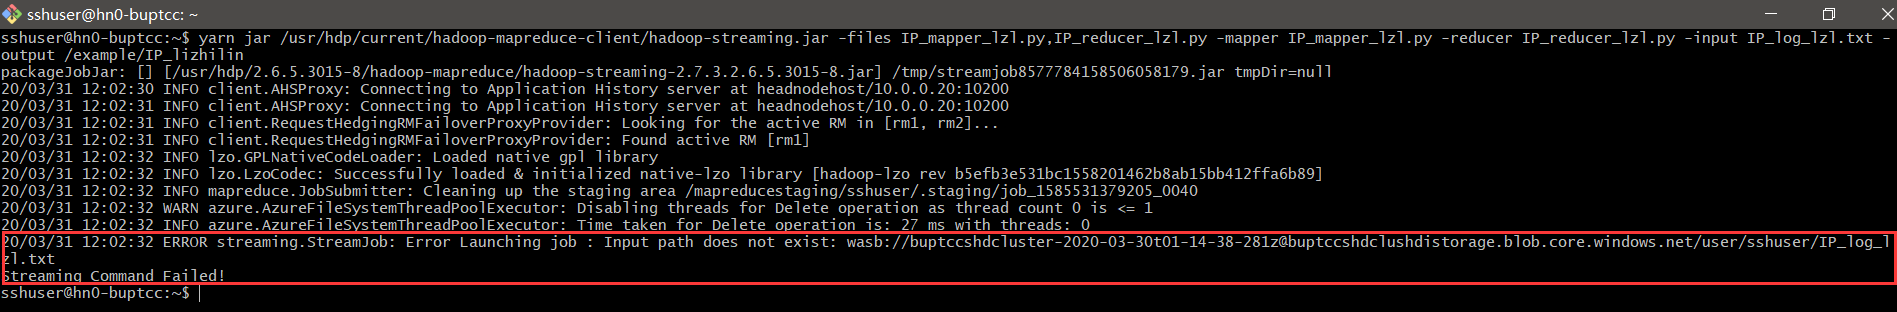 sshuser@hn0-buptcc: ~
sshuser@hn0-buptcc:~$ yarn jar /usr/hdp/current/hadoop-mapreduce-client/hadoop-streaming.jar -files IP_mapper_lzl.py,IP_reducer_lzl.py -mapper IP_mapper_lzl.py -reducer IP_reducer_lzl.py -input IP_log_lzl.txt -
output /example/IP_lizhilin
packageJobJar: [] [/usr/hdp/2.6.5.3015-8/hadoop-mapreduce/hadoop-streaming-2.7.3.2.6.5.3015-8.jar] /tmp/streamjob8577784158506058179.jar tmpDir=null
20/03/31 12:02:30 INFO client.AHSProxy: Connecting to Application History server at headnodehost/10.0.0.20:10200
20/03/31 12:02:31 INFO client.AHSProxy: Connecting to Application History server at headnodehost/10.0.0.20:10200
20/03/31 12:02:31 INFO client.RequestHedgingRMFailoverProxyProvider: Looking for the active RM in [rm1, rm2]...
20/03/31 12:02:31 INFO client.RequestHedgingRMFailoverProxyProvider: Found active RM [rm1]
20/03/31 12:02:32 INFO lzo.GPLNativeCodeLoader: Loaded native gpl library
20/03/31 12:02:32 INFO lzo.LzoCodec: Successfully loaded & initialized native-lzo library [hadoop-lzo rev b5efb3e531bc1558201462b8ab15bb412ffa6b89]
20/03/31 12:02:32 INFO mapreduce.JobSubmitter: Cleaning up the staging area /mapreducestaging/sshuser/.staging/job_1585531379205_0040
20/03/31 12:02:32 WARN azure.AzureFileSystemThreadPoolExecutor: Disabling threads for Delete operation as thread count 0 is <= 1
20/03/31 12:02:32 INFO azure.AzureFileSystemThreadPoolExecutor: Time taken for Delete operation is: 27 ms with threads: 0
20/03/31 12:02:32 ERROR streaming.StreamJob: Error Launching job : Input path does not exist: wasb://buptccshdcluster-2020-03-30t01-14-38-281z@buptccshdclushdistorage.blob.core.windows.net/user/sshuser/IP_log_l
zl.txt
Streaming Command Failed!
sshuser@hn0-buptcc:~$